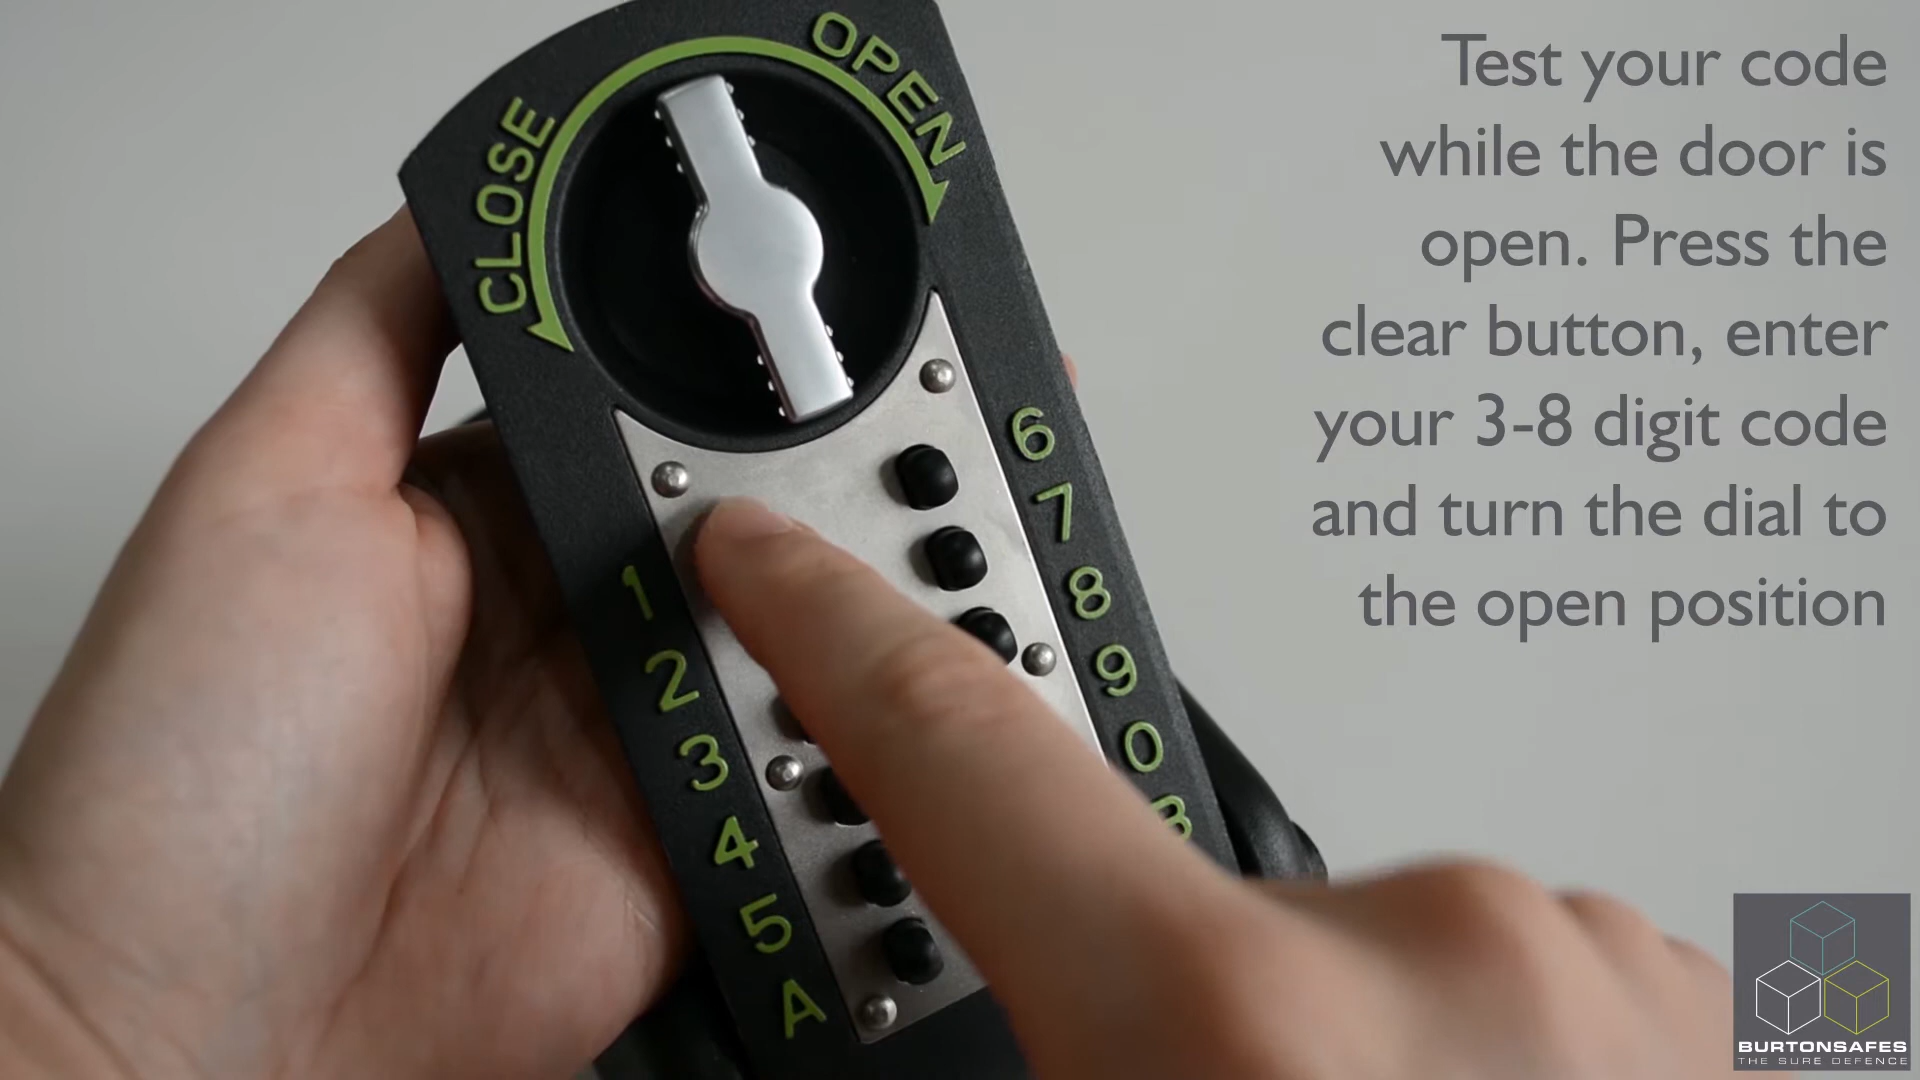 OPEN
CLOSE
6
7
8
9
0
B
1
2
3
4
5
A
Test your code
while the door is
open. Press the
clear button, enter
your 3-8 digit code
and turn the dial to
the open position
BURTONSAFES
THE SURE DEFENCE